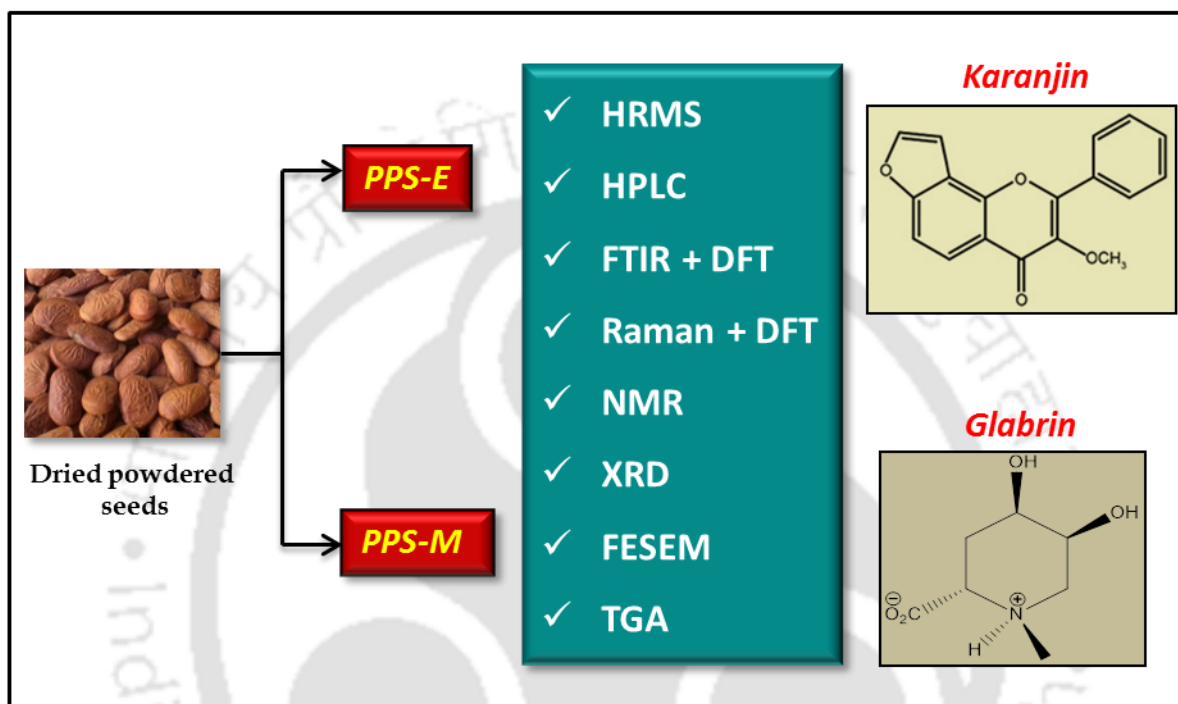 Dried powdered
seeds
PPS-E
PPS-M
✓ HRMS
✓ HPLC
✓ FTIR + DFT
✓ Raman + DFT
✓ NMR
✓ XRD
✓ FESEM
✓ TGA
Karanjin
O
O
O
OCH₃
Glabrin
OH
OH
⊖
O₂C
N
⊕
H